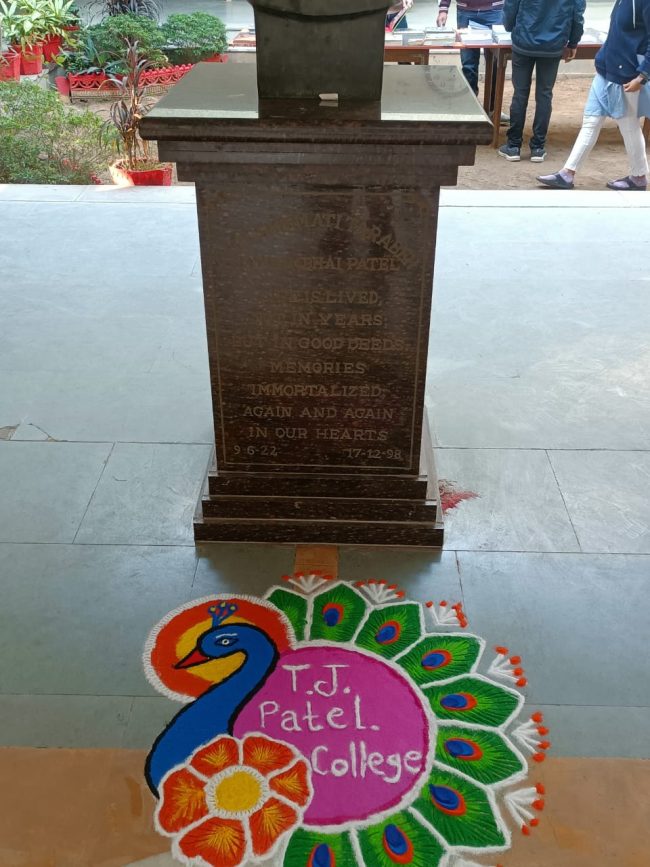 PATEL
LIVED,
IN YEARS
BUT IN GOOD DEEDS,
MEMORIES
IMMORTALIZED
AGAIN AND AGAIN
IN OUR HEARTS
9-6-22 17-12-98
T.J.
Patel.
College